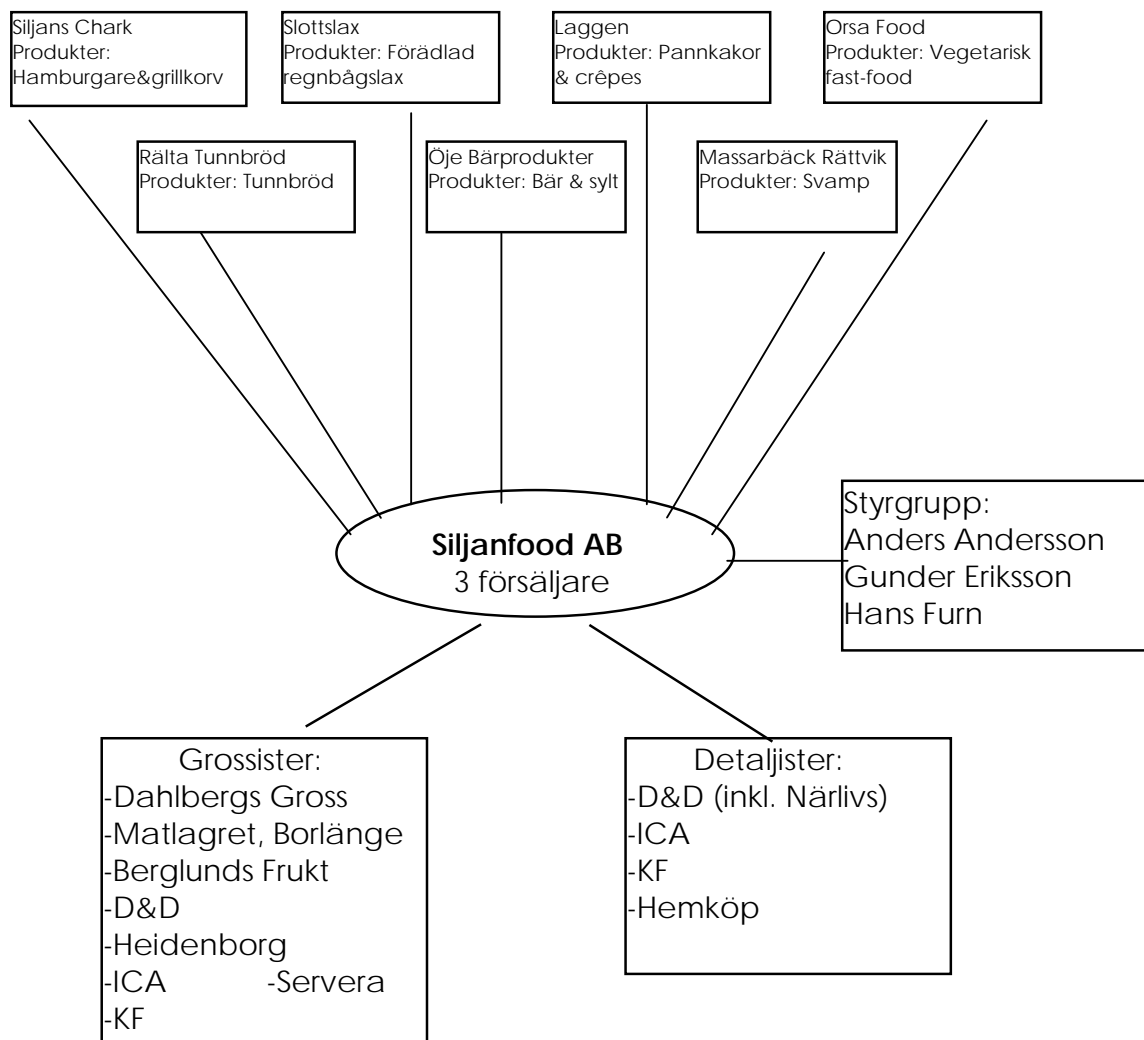 Siljans Chark
Produkter:
Hamburgare&grillkorv
Slottslax
Produkter: Förädlad
regnbågslax
Laggen
Produkter: Pannkakor
& crêpes
Orsa Food
Produkter: Vegetarisk
fast-food
Rälta Tunnbröd
Produkter: Tunnbröd
Öje Bärprodukter
Produkter: Bär & sylt
Massarbäck Rättvik
Produkter: Svamp
Siljanfood AB
3 försäljare
Styrgrupp:
Anders Andersson
Gunder Eriksson
Hans Furn
Grossister:
-Dahlbergs Gross
-Matlagret, Borlänge
-Berglunds Frukt
-D&D
-Heidenborg
-ICA -Servera
-KF
Detaljister:
-D&D (inkl. Närlivs)
-ICA
-KF
-Hemköp